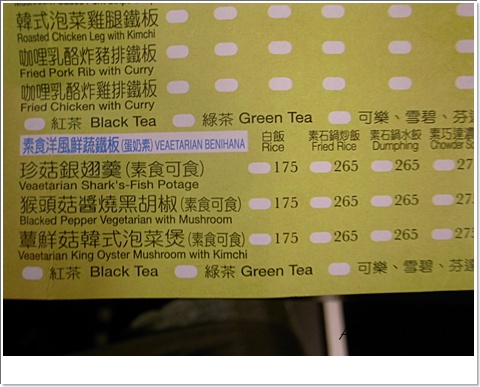 韓式泡菜雞腿鐵板
Roasted Chicken Leg with Kimchi
咖哩乳酪炸豬排鐵板
Fried Pork Rib with Curry
咖哩乳酪炸雞排鐵板
Fried Chicken with Curry
紅茶 Black Tea 綠茶 Green Tea 可樂、雪碧、芬達
素食洋風鮮蔬鐵板(蛋奶素) VEAETARIAN BENIHANA 白飯 素石鍋炒飯 素石鍋水餃 素巧達濃
Rice Fried Rice Dumphing Chowder So
珍菇銀翅羹(素食可食) 175 265 265 27
Veaetarian Shark's-Fish Potage
猴頭菇醬燒黑胡椒(素食可食) 175 265 265 275
Blacked Pepper Vegetarian with Mushroom
蕈鮮菇韓式泡菜煲(素食可食) 175 265 265 275
Veaetarian King Oyster Mushroom with Kimchi
紅茶 Black Tea 綠茶 Green Tea 可樂、雪碧、芬達